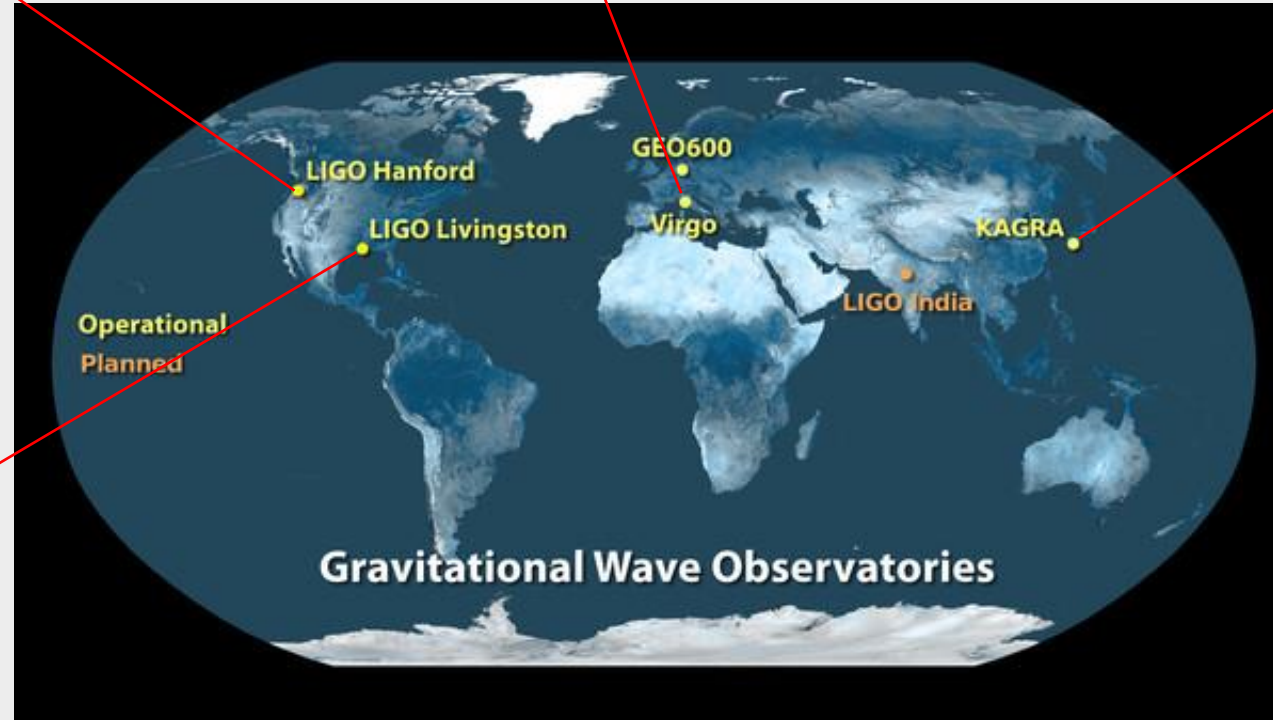 GEO600
LIGO Hanford
Virgo
LIGO Livingston
KAGRA
LIGO India
Operational
Planned
Gravitational Wave Observatories